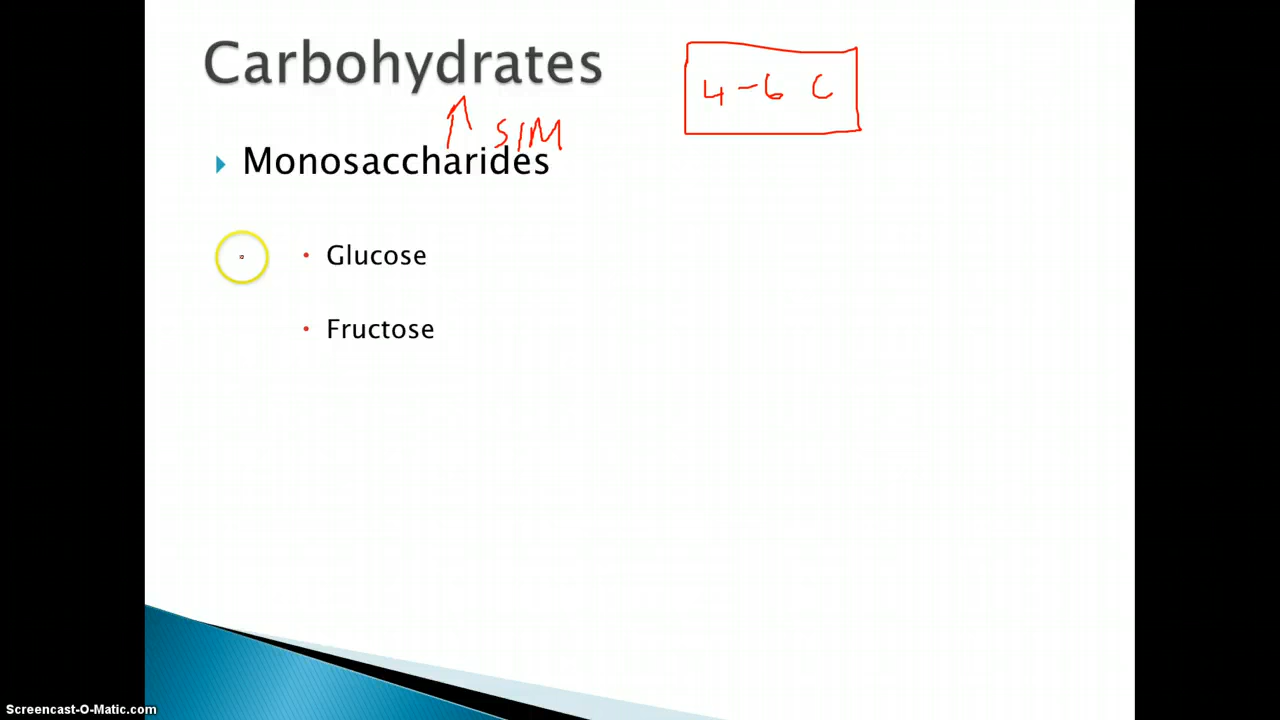 Carbohydrates
4-6 C
SIM
Monosaccharides
Glucose
Fructose
Screencast-O-Matic.com